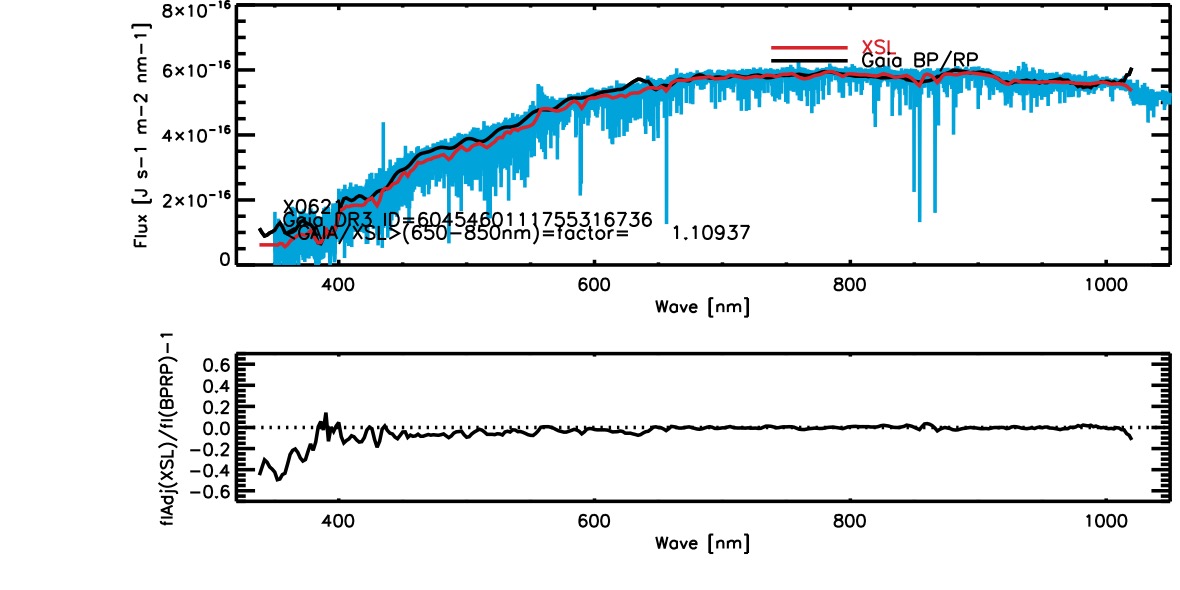 8×10⁻¹⁶
6×10⁻¹⁶
4×10⁻¹⁶
2×10⁻¹⁶
0
Flux [J s−1 m−2 nm−1]
XSL
Gaia BP/RP
X0621
Gaia DR3 ID=6045460111755316736
<GAIA/XSL>(650−850nm)=factor= 1.10937
400 600 800 1000
Wave [nm]
0.6
0.4
0.2
0.0
−0.2
−0.4
−0.6
flAdj(XSL)/fl(BPRP)−1
400 600 800 1000
Wave [nm]